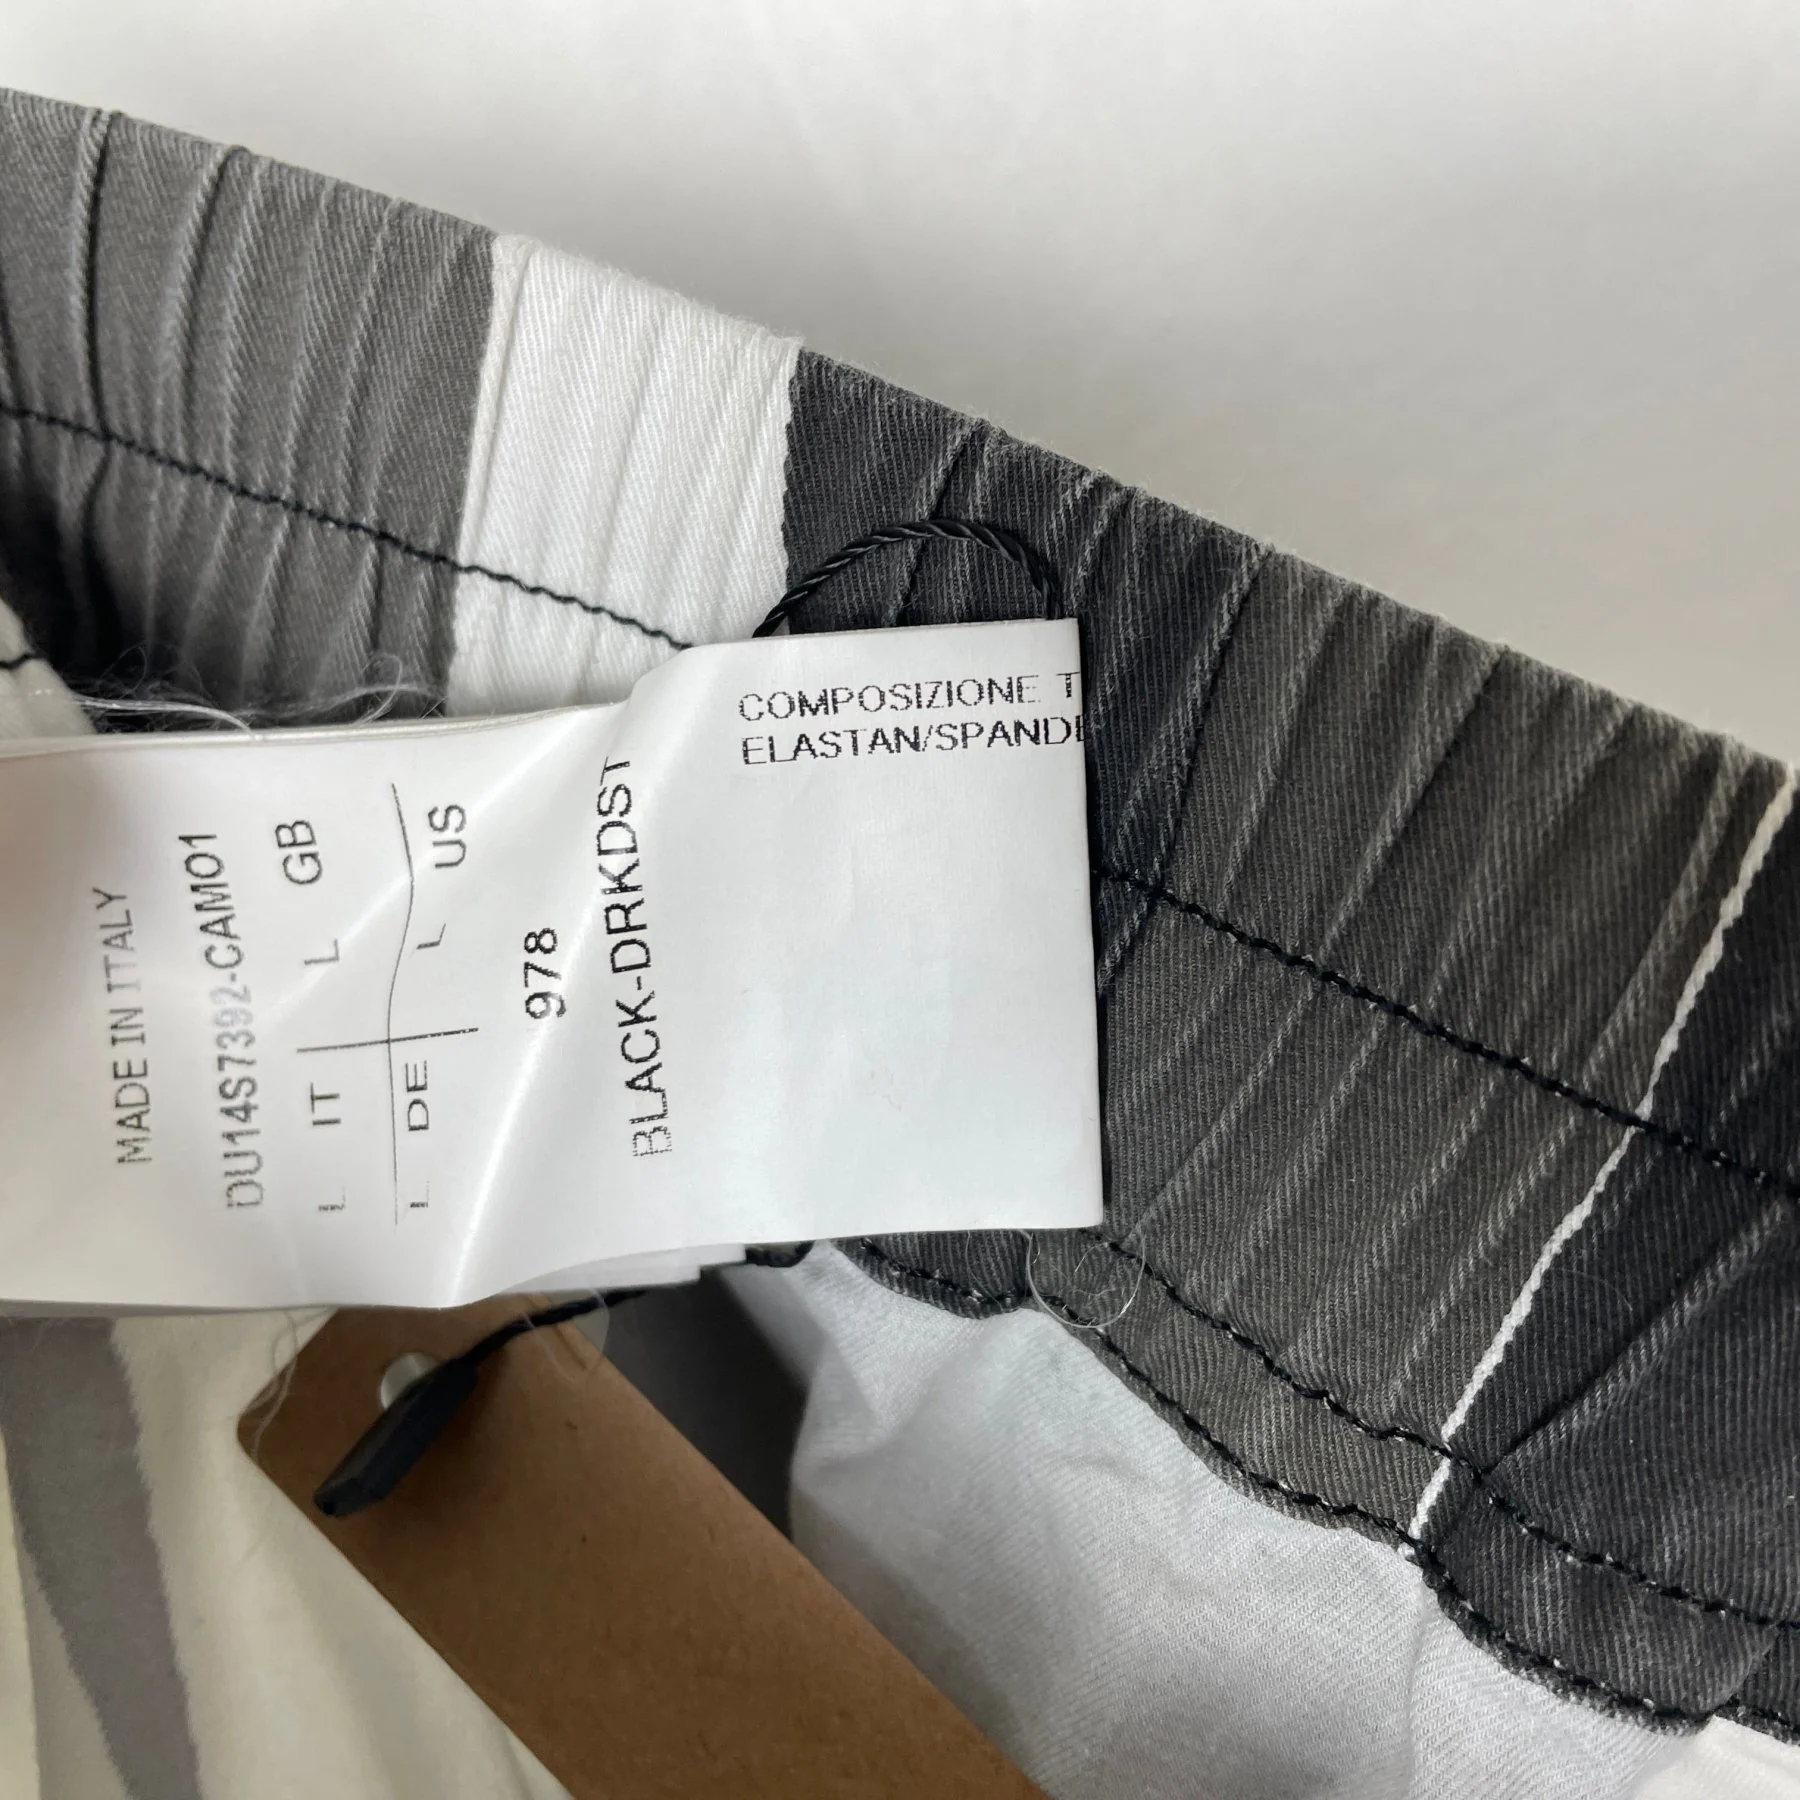 MADE IN ITALY
DU14S7392-CAM01
L IT L GB
L DE L US
978
BLACK-DRKDST
COMPOSIZIONE
ELASTAN/SPANDE